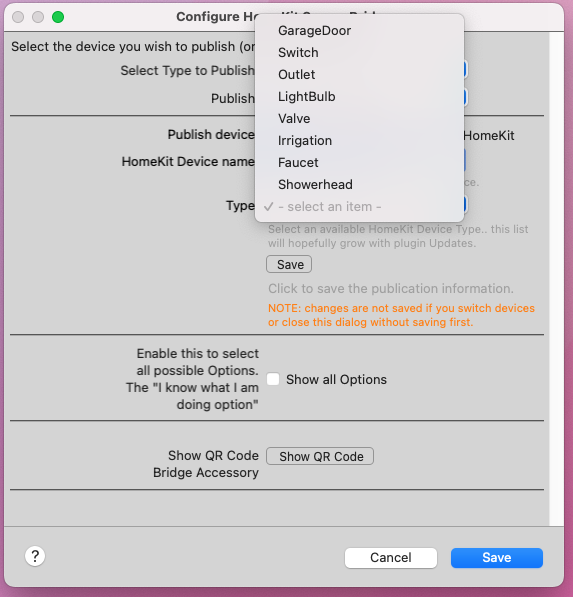 Configure Ho
Select the device you wish to publish (or
Select Type to Publish
Publish
Publish device
HomeKit
HomeKit Device name
ce.
Type
GarageDoor
Switch
Outlet
LightBulb
Valve
Irrigation
Faucet
Showerhead
✓ - select an item -
Select an available HomeKit Device Type.. this list
will hopefully grow with plugin Updates.
Save
Click to save the publication information.
NOTE: changes are not saved if you switch devices
or close this dialog without saving first.
Enable this to select
all possible Options.
The "I know what I am
doing option"
Show all Options
Show QR Code
Bridge Accessory
Show QR Code
?
Cancel
Save